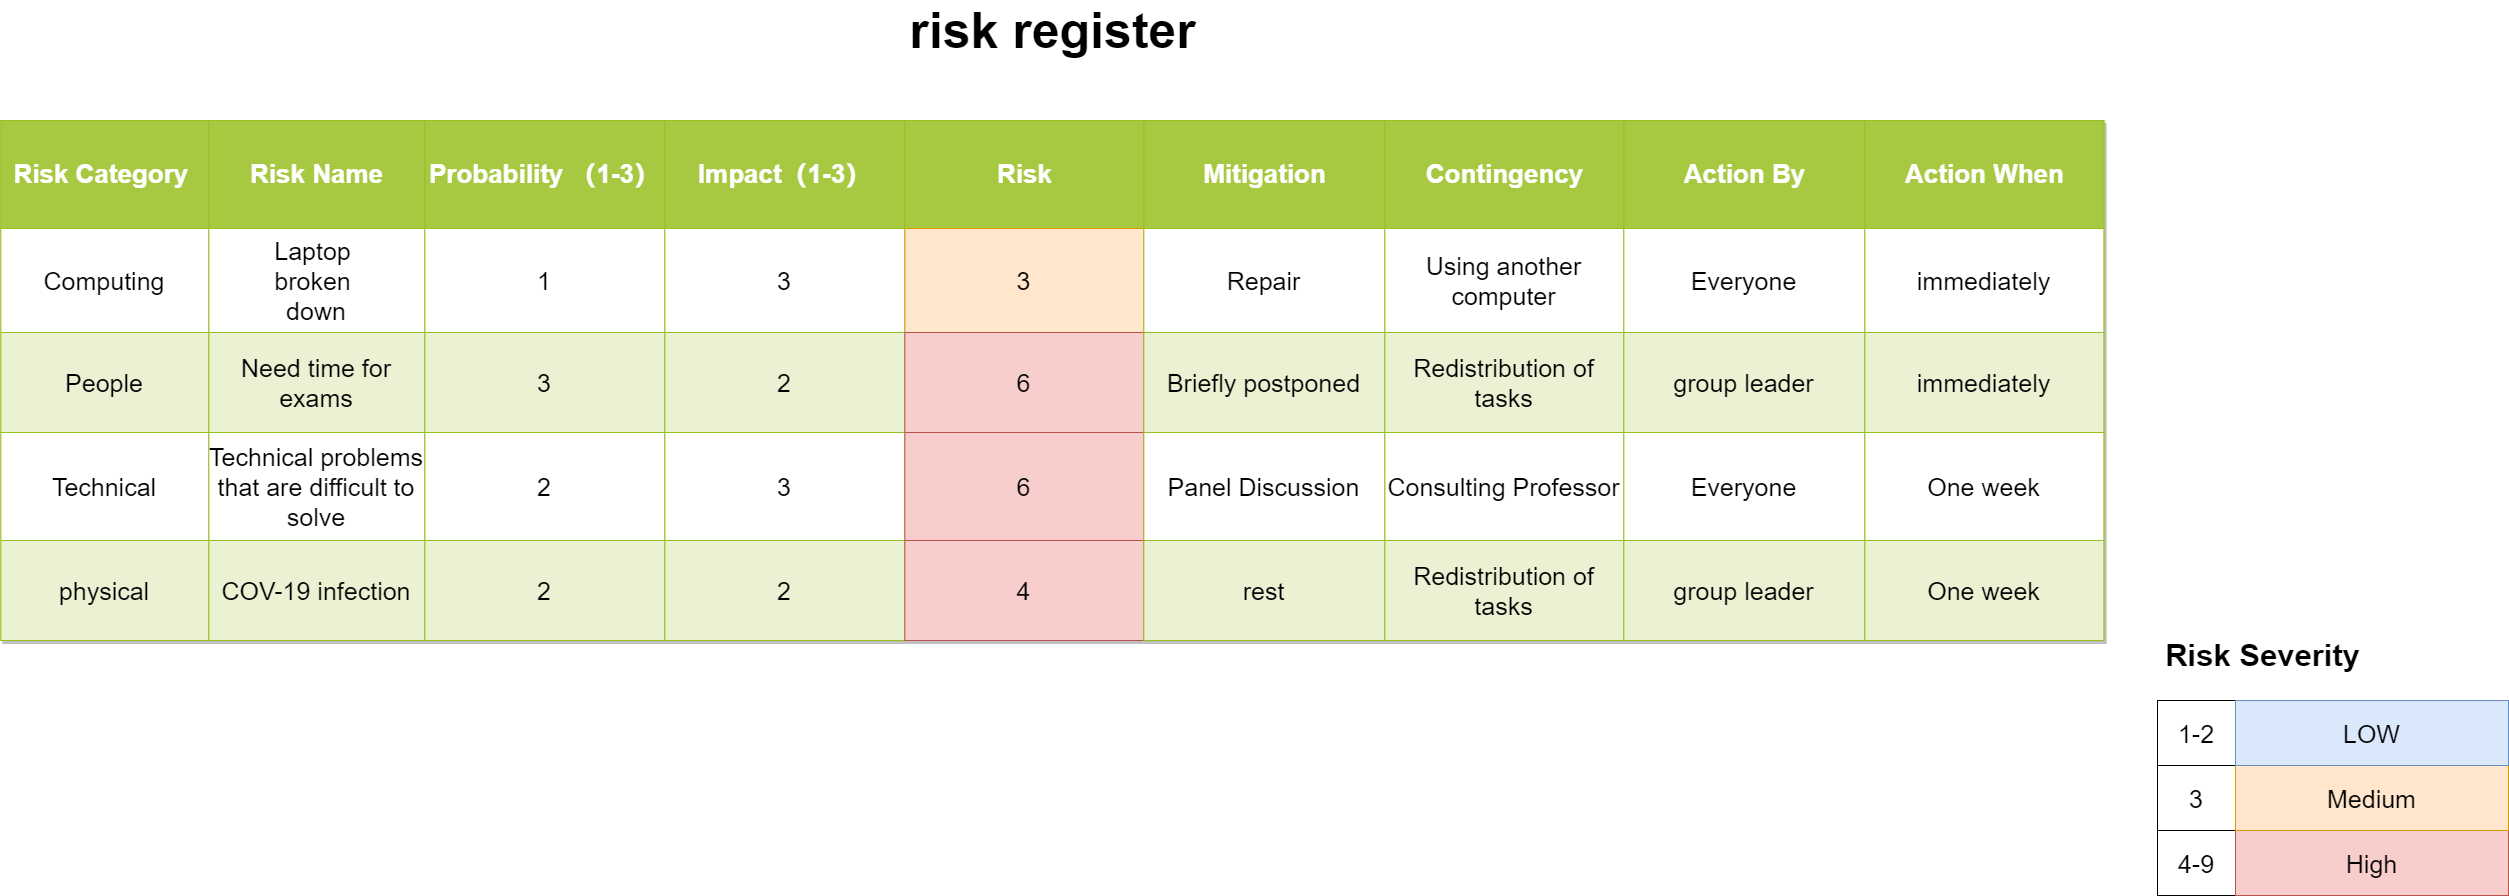 risk register
Risk Category Risk Name Probability （1-3） Impact（1-3） Risk Mitigation Contingency Action By Action When
Computing
Laptop
broken
down
1
3
3
Repair
Using another
computer
Everyone
immediately
People
Need time for
exams
3
2
6
Briefly postponed
Redistribution of
tasks
group leader
immediately
Technical
Technical problems
that are difficult to
solve
2
3
6
Panel Discussion
Consulting Professor
Everyone
One week
physical
COV-19 infection
2
2
4
rest
Redistribution of
tasks
group leader
One week
Risk Severity
1-2 LOW
3 Medium
4-9 High